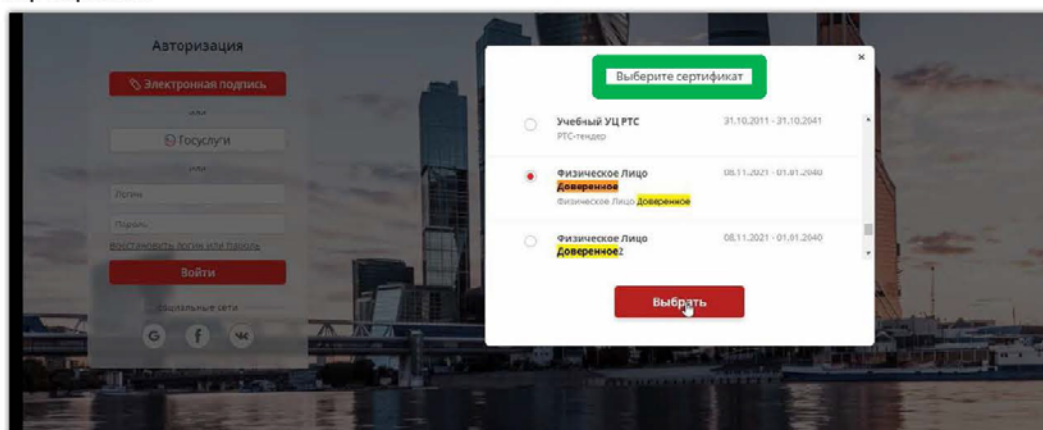 Авторизация
Электронная подпись
или
Госуслуги
или
Логин
Пароль
Восстановить логин или пароль
Войти
Социальные сети
G f
Выберите сертификат
×
Учебный УЦ РТС 31.10.2011 - 31.10.2041
РТС-тендер
Физическое Лицо 08.11.2021 - 01.01.2040
Доверенное
Физическое Лицо Доверенное
Физическое Лицо 08.11.2021 - 01.01.2040
Доверенное2
Выбрать